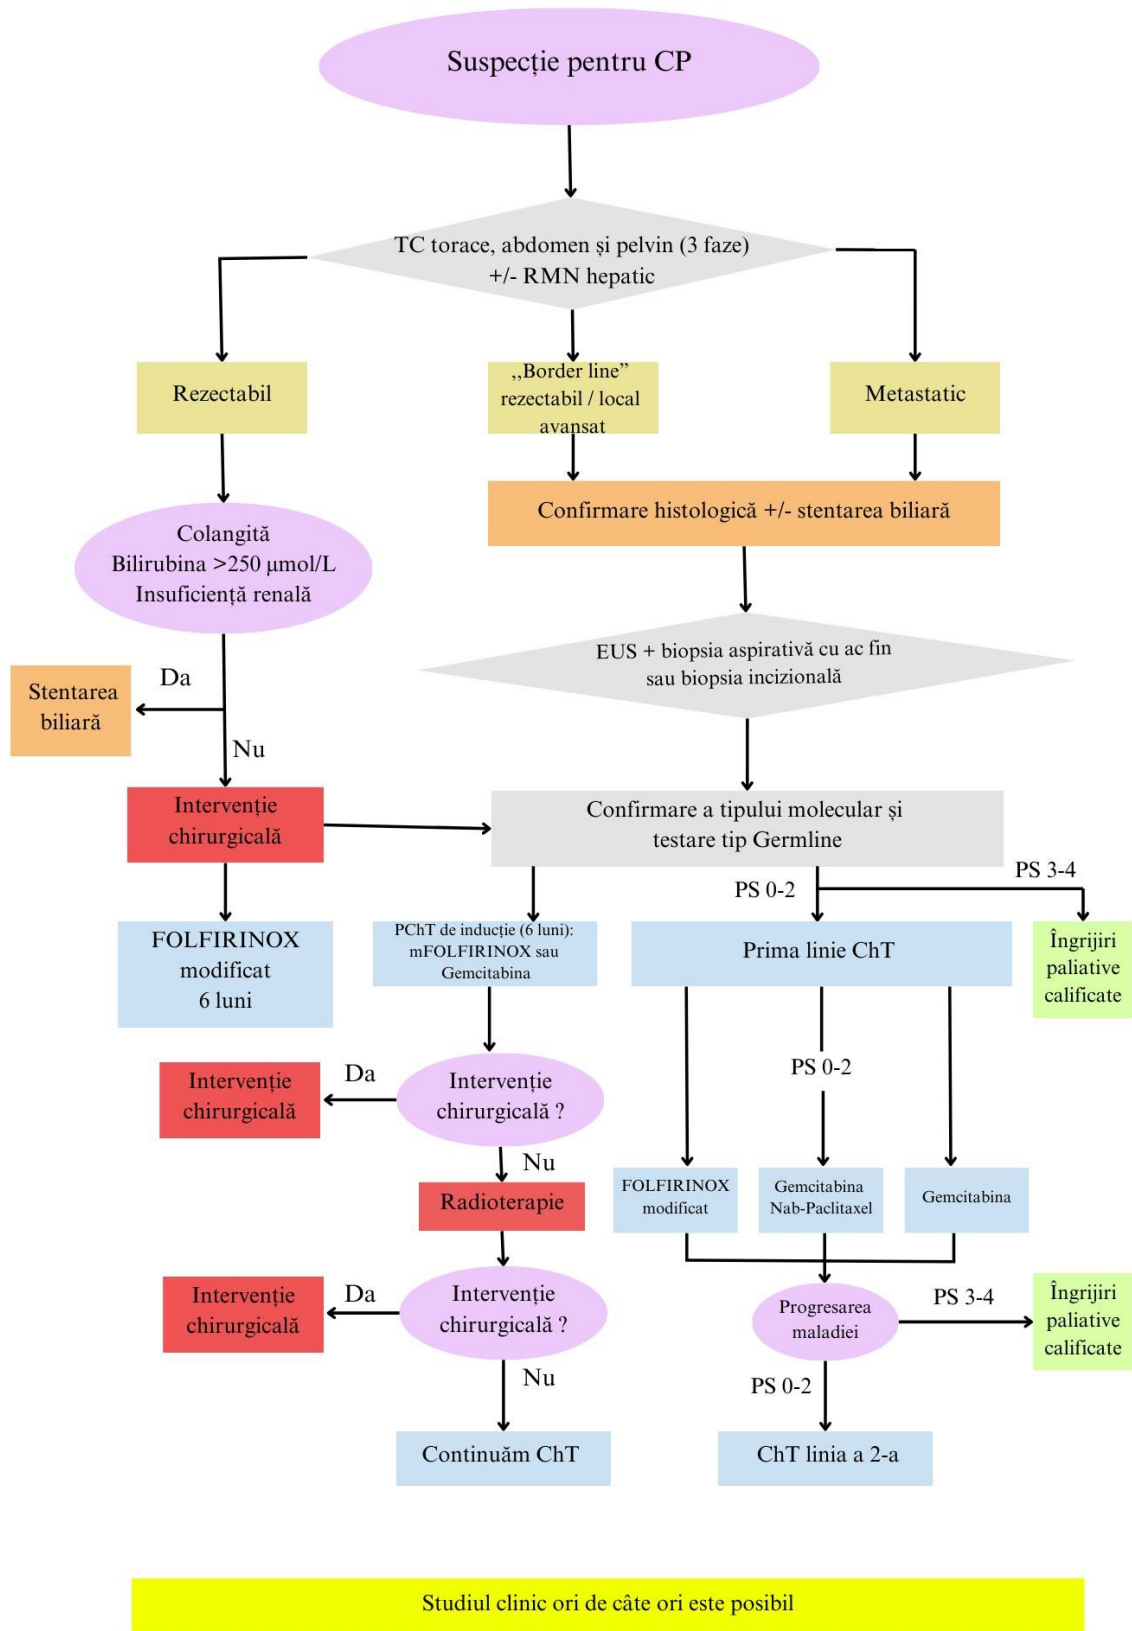 Suspecție pentru CP
TC torace, abdomen și pelvin (3 faze)
+/- RMN hepatic
Rezectabil
,,Border line”
rezectabil / local
avansat
Metastatic
Confirmare histologică +/- stentarea biliară
Colangită
Bilirubina >250 µmol/L
Insuficiență renală
EUS + biopsia aspirativă cu ac fin
sau biopsia incizională
Da
Stentarea
biliară
Nu
Intervenție
chirurgicală
Confirmare a tipului molecular și
testare tip Germline
PS 0-2
PS 3-4
FOLFIRINOX
modificat
6 luni
PChT de inducție (6 luni):
mFOLFIRINOX sau
Gemcitabina
Prima linie ChT
Îngrijiri
paliative
calificate
Intervenție
chirurgicală
Da
Intervenție
chirurgicală ?
PS 0-2
Nu
Radioterapie
FOLFIRINOX
modificat
Gemcitabina
Nab-Paclitaxel
Gemcitabina
Intervenție
chirurgicală
Da
Intervenție
chirurgicală ?
Progresarea
maladiei
PS 3-4
Îngrijiri
paliative
calificate
Nu
PS 0-2
Continuăm ChT
ChT linia a 2-a
Studiul clinic ori de câte ori este posibil